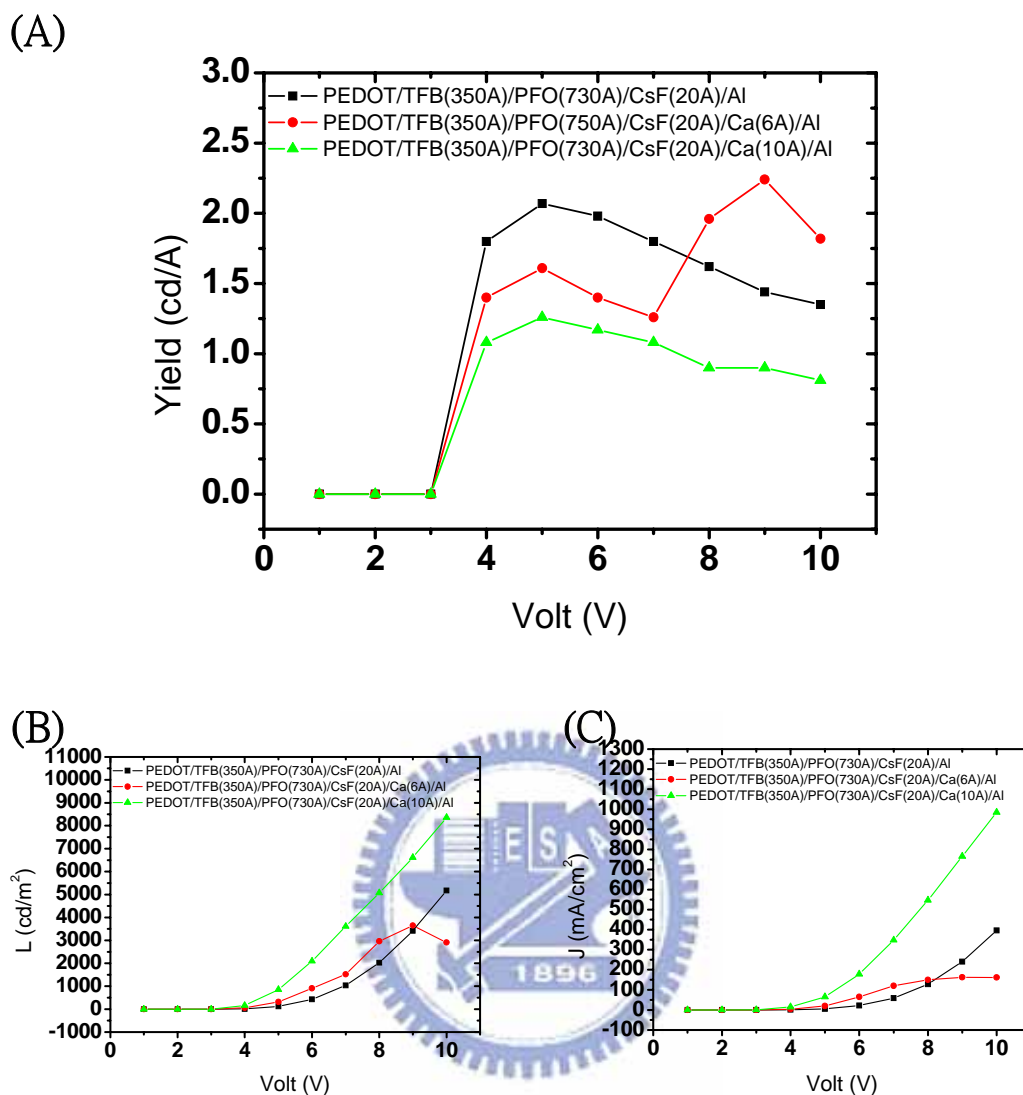 (A)
3.0
2.5
2.0
1.5
1.0
0.5
0.0
Yield (cd/A)
PEDOT/TFB(350A)/PFO(730A)/CsF(20A)/Al
PEDOT/TFB(350A)/PFO(750A)/CsF(20A)/Ca(6A)/Al
PEDOT/TFB(350A)/PFO(730A)/CsF(20A)/Ca(10A)/Al
0 2 4 6 8 10
Volt (V)
(B)
11000
10000
9000
8000
7000
6000
5000
4000
3000
2000
1000
0
-1000
L (cd/m²)
PEDOT/TFB(350A)/PFO(730A)/CsF(20A)/Al
PEDOT/TFB(350A)/PFO(730A)/CsF(20A)/Ca(6A)/Al
PEDOT/TFB(350A)/PFO(730A)/CsF(20A)/Ca(10A)/Al
0 2 4 6 8 10
Volt (V)
(C)
1300
1200
1100
1000
900
800
700
600
500
400
300
200
100
0
-100
J (mA/cm²)
PEDOT/TFB(350A)/PFO(730A)/CsF(20A)/Al
PEDOT/TFB(350A)/PFO(730A)/CsF(20A)/Ca(6A)/Al
PEDOT/TFB(350A)/PFO(730A)/CsF(20A)/Ca(10A)/Al
0 2 4 6 8 10
Volt (V)
E S
1896